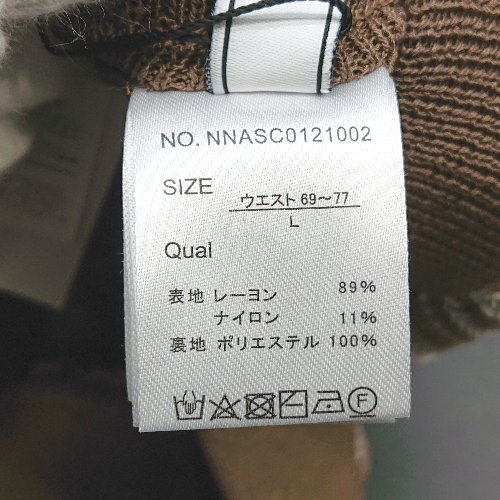 NO. NNASC0121002
SIZE
ウエスト 69〜77
L
Qual
表地 レーヨン 89%
ナイロン 11%
裏地 ポリエステル 100%
F